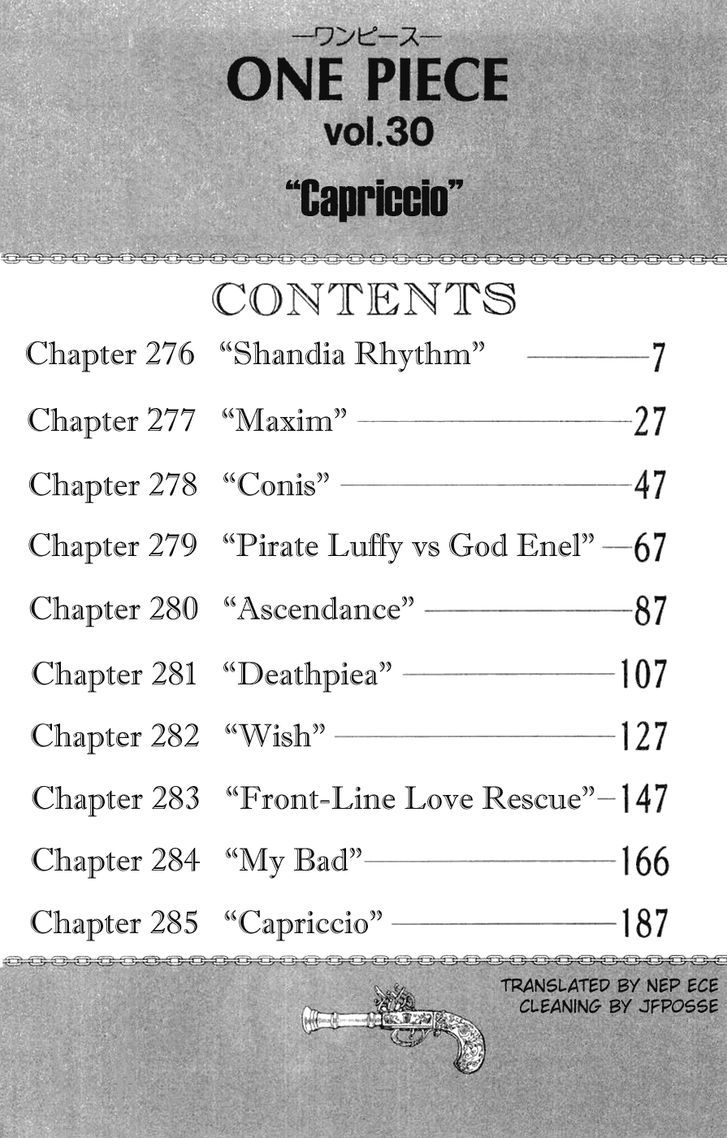 —ワンピース—
ONE PIECE
vol.30
“Capriccio”
CONTENTS
Chapter 276 “Shandia Rhythm” 7
Chapter 277 “Maxim” 27
Chapter 278 “Conis” 47
Chapter 279 “Pirate Luffy vs God Enel” 67
Chapter 280 “Ascendance” 87
Chapter 281 “Deathpiea” 107
Chapter 282 “Wish” 127
Chapter 283 “Front-Line Love Rescue” 147
Chapter 284 “My Bad” 166
Chapter 285 “Capriccio” 187
TRANSLATED BY NEP ECE
CLEANING BY JFPOSSE